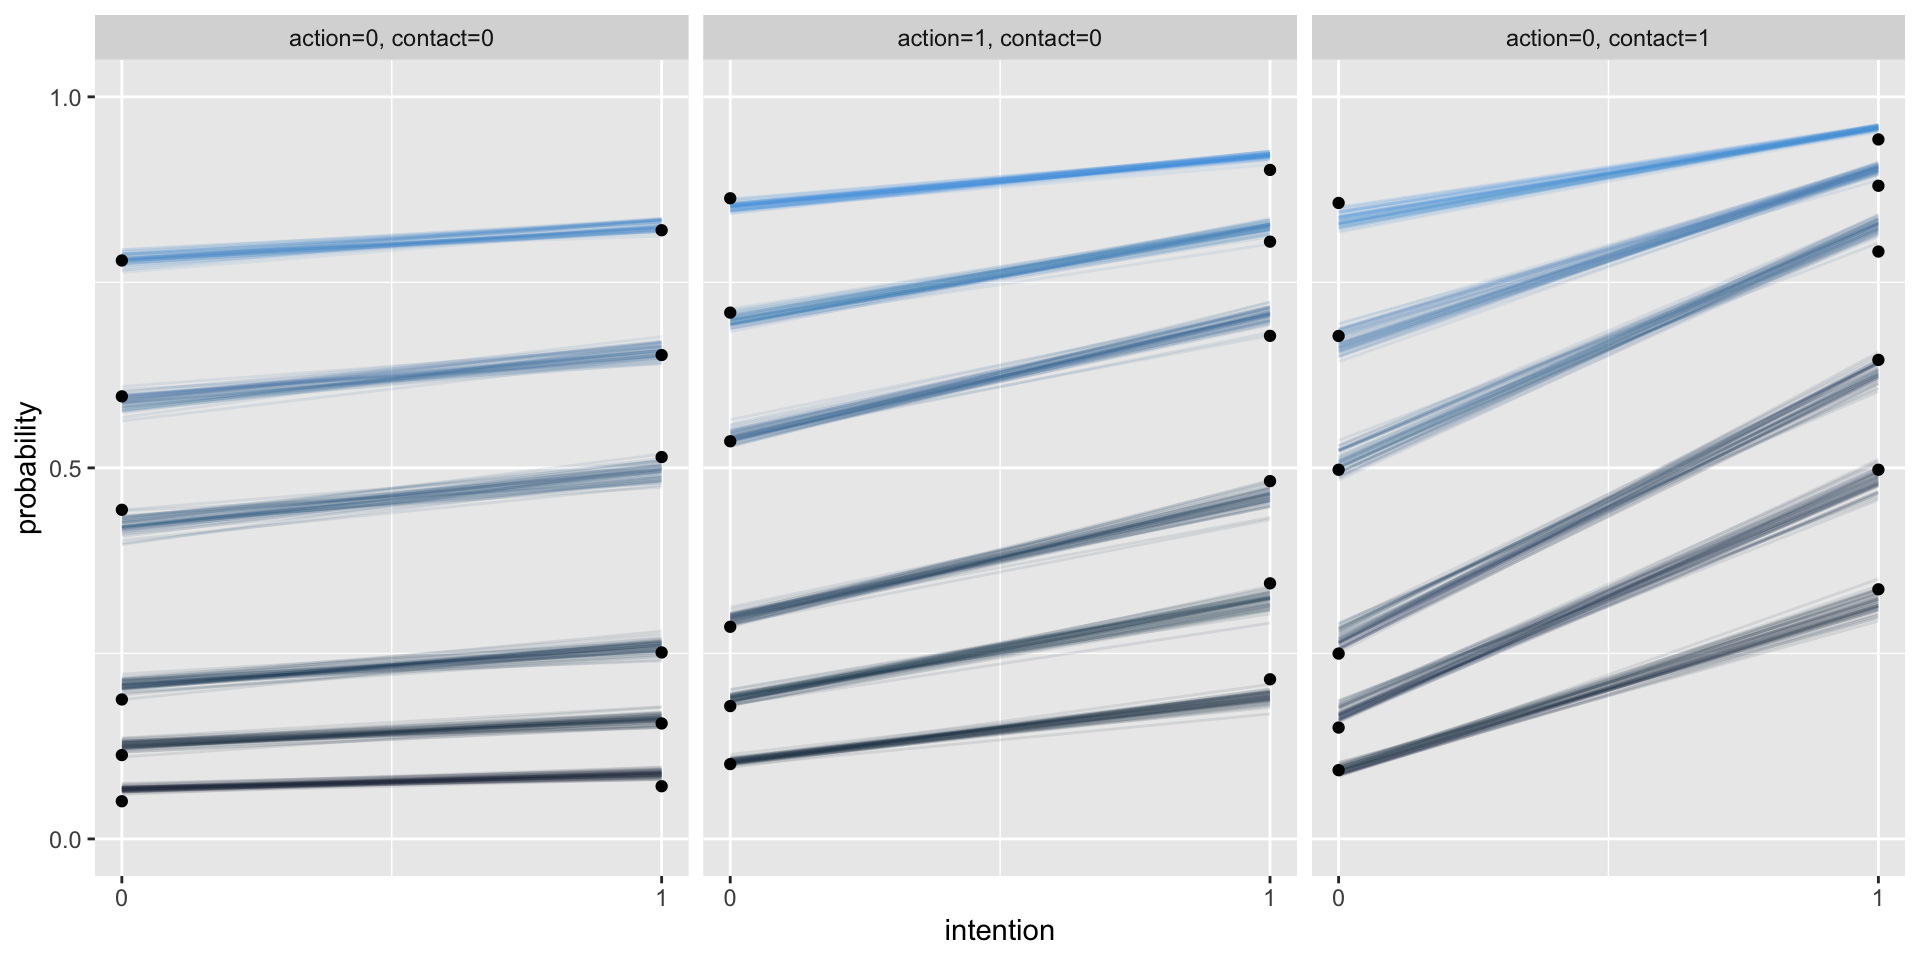 action=0, contact=0
action=1, contact=0
action=0, contact=1
1.0
0.5
0.0
probability
0 1 0 1 0 1
intention